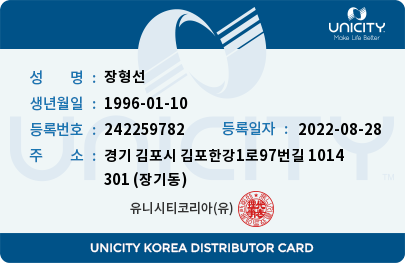 UNICITY
Make Life Better
UNICITY
성 명 : 장형선
생년월일 : 1996-01-10
등록번호 : 242259782 등록일자 : 2022-08-28
주 소 : 경기 김포시 김포한강1로97번길 1014
301 (장기동)
유니시티코리아(유)
UNICITY KOREA DISTRIBUTOR CARD